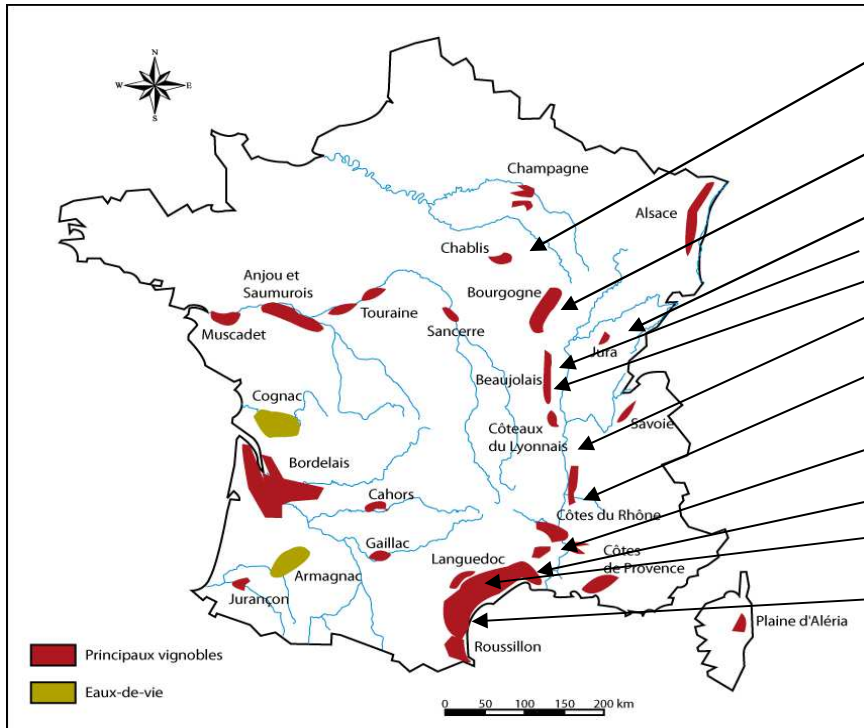 N
W
E
S
Champagne
Alsace
Chablis
Anjou et
Saumurois
Bourgogne
Touraine
Muscadet
Sancerre
Jura
Beaujolais
Cognac
Savoie
Côteaux
du Lyonnais
Bordelais
Cahors
Côtes du Rhône
Gaillac
Languedoc
Côtes
de Provence
Armagnac
Jurançon
Plaine d'Aléria
Roussillon
Principaux vignobles
Eaux-de-vie
0 50 100 150 200 km